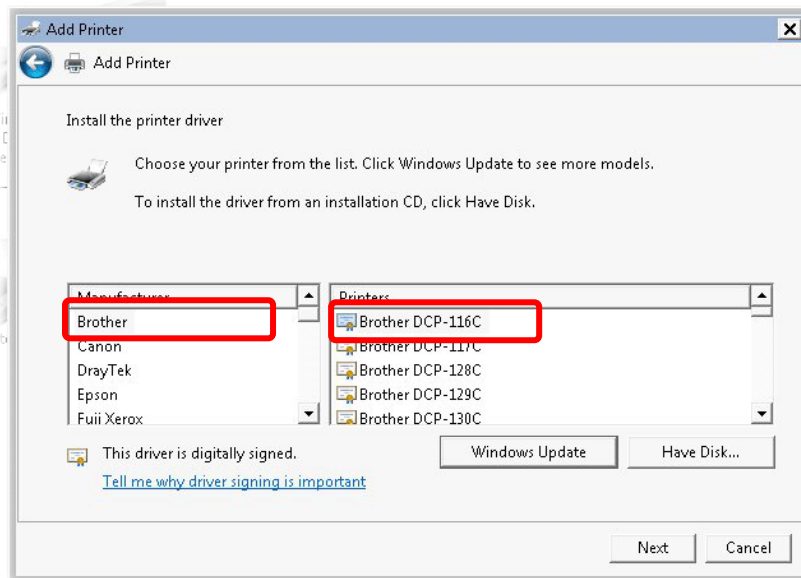 Add Printer
Add Printer
Install the printer driver
Choose your printer from the list. Click Windows Update to see more models.
To install the driver from an installation CD, click Have Disk.
Manufacturer
Printers
Brother
Brother DCP-116C
Canon
Brother DCP-117C
DrayTek
Brother DCP-128C
Epson
Brother DCP-129C
Fuji Xerox
Brother DCP-130C
This driver is digitally signed.
Windows Update
Have Disk...
Tell me why driver signing is important
Next
Cancel